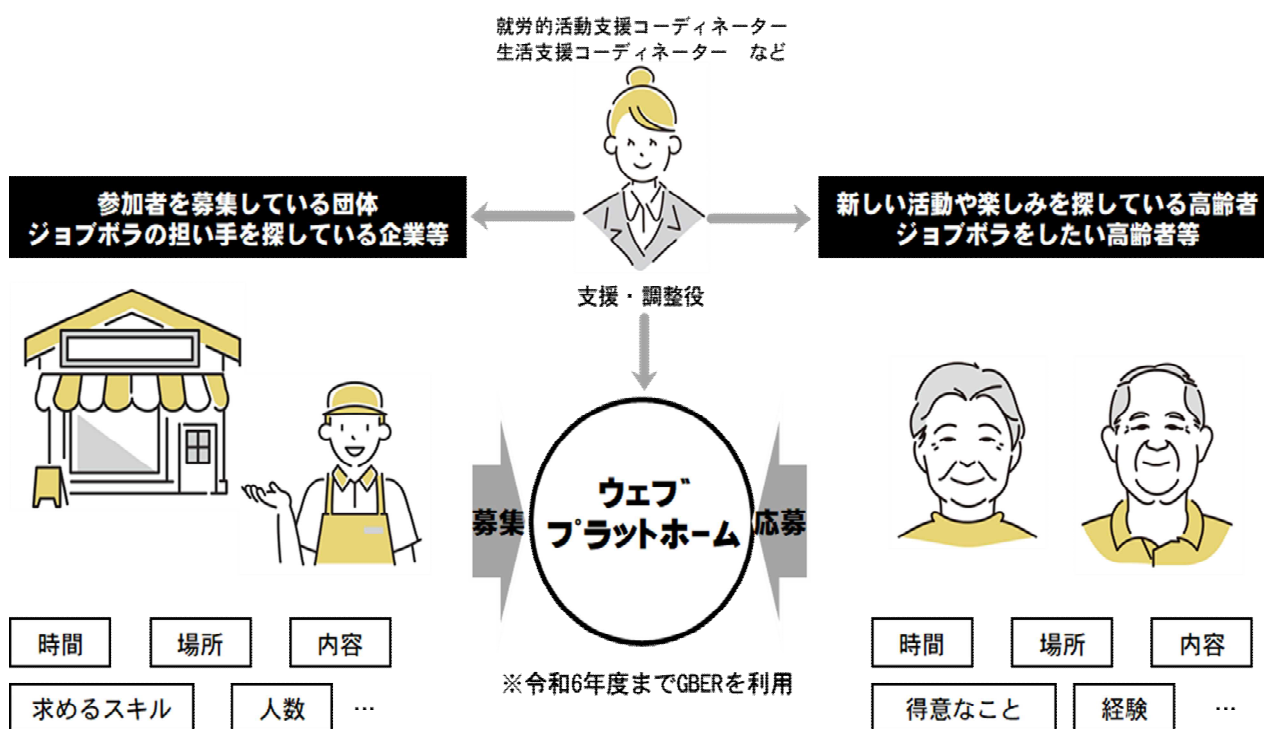 就労的活動支援コーディネーター
生活支援コーディネーター　など
参加者を募集している団体
ジョブボラの担い手を探している企業等
新しい活動や楽しみを探している高齢者
ジョブボラをしたい高齢者等
支援・調整役
募集
ウェブ
プラットホーム
応募
時間
場所
内容
求めるスキル
人数
…
※令和6年度までGBERを利用
時間
場所
内容
得意なこと
経験
…